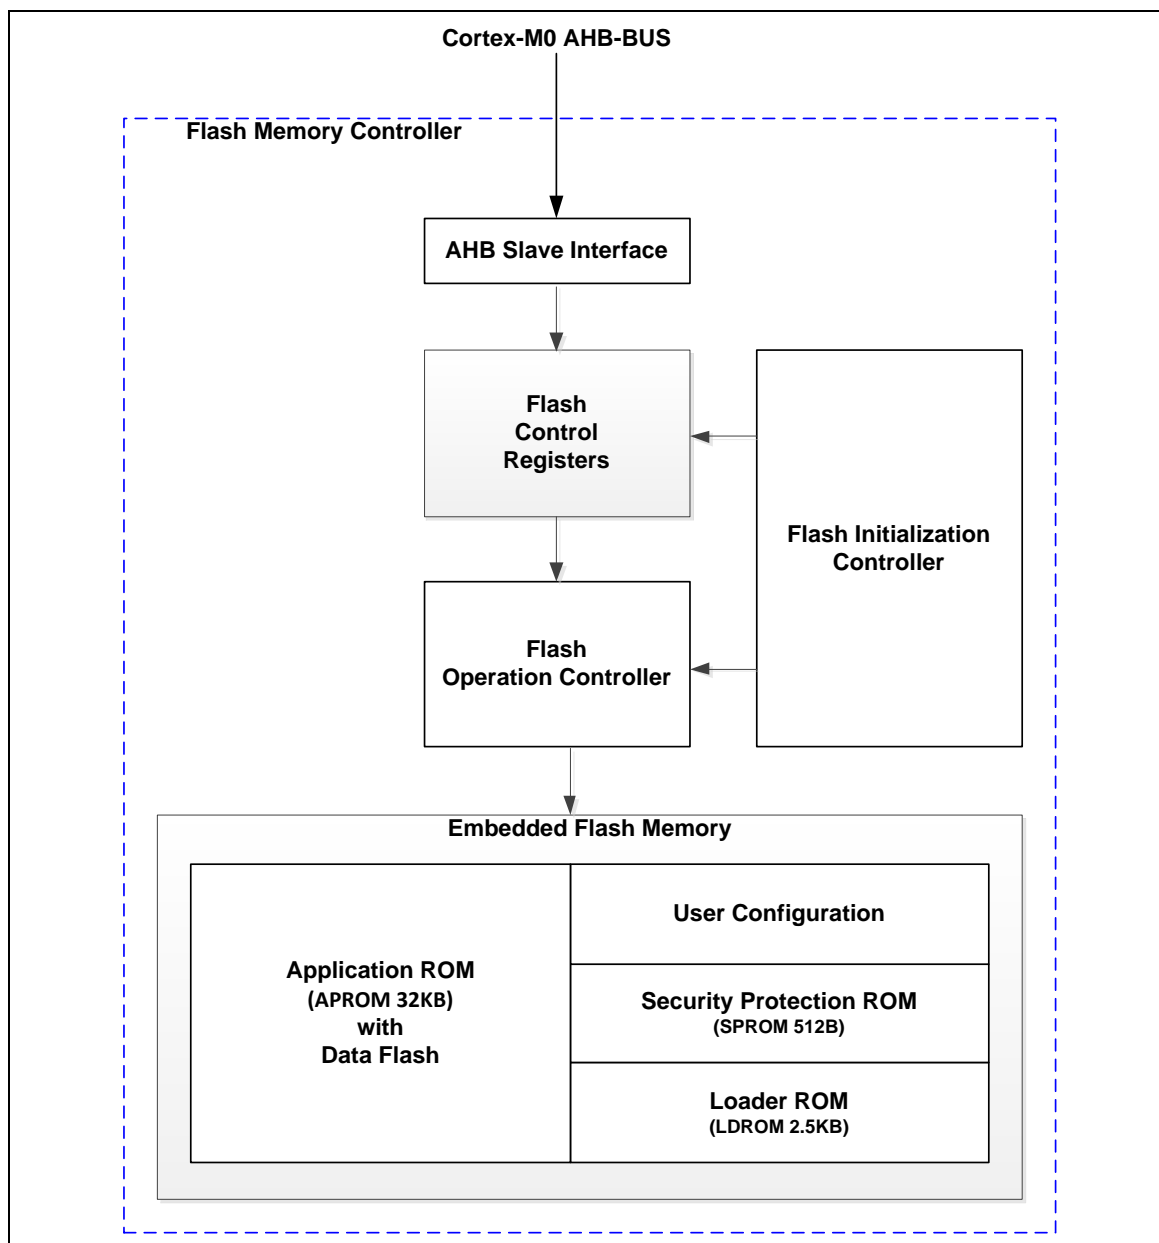 Cortex-M0 AHB-BUS
Flash Memory Controller
AHB Slave Interface
Flash
Control
Registers
Flash Initialization
Controller
Flash
Operation Controller
Embedded Flash Memory
Application ROM
(APROM 32KB)
with
Data Flash
User Configuration
Security Protection ROM
(SPROM 512B)
Loader ROM
(LDROM 2.5KB)